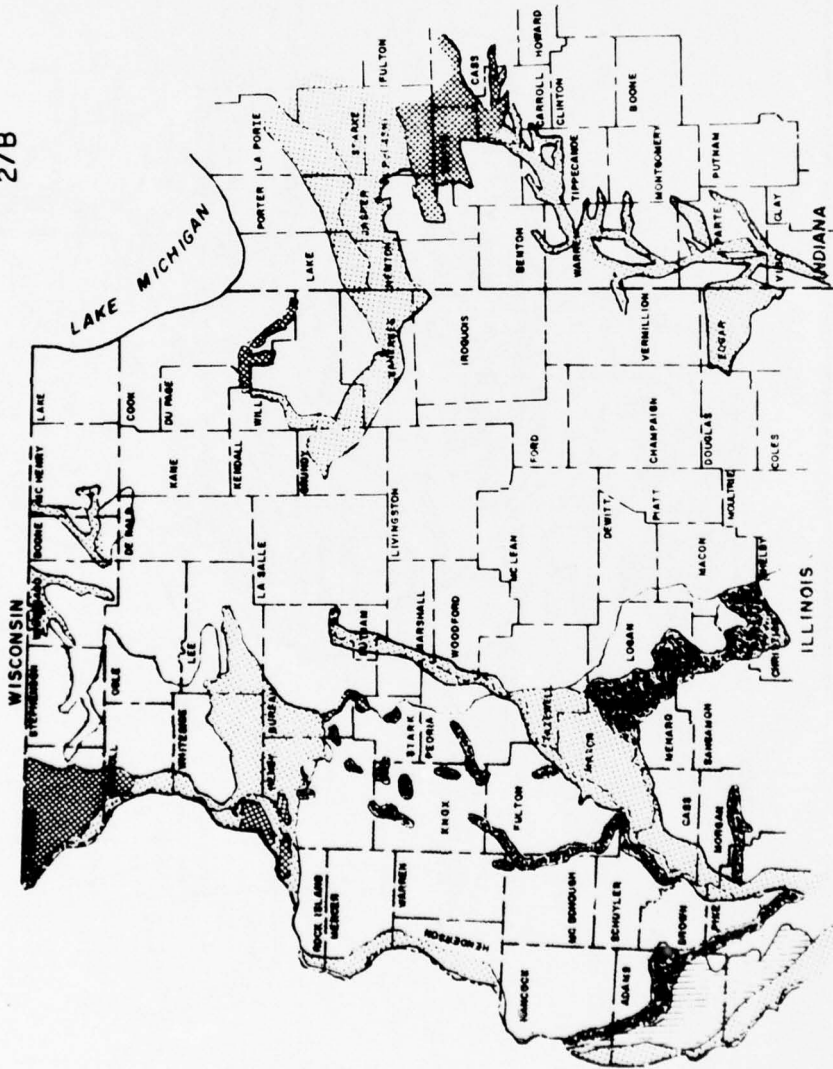 27B
WISCONSIN
LAKE MICHIGAN
STEPHENSON
BOONE
MC HENRY
LAKE
OGLE
DE KALB
KANE
COOK
DU PAGE
WHITESIDE
LEE
KENDALL
WILL
LAKE
PORTER
LA PORTE
ROCK ISLAND
MERCER
HENRY
BUREAU
LA SALLE
GRUNDY
KANKAKEE
NEWTON
JASPER
STARKE
FULTON
CASS
PUTNAM
STARK
PEORIA
MARSHALL
WOODFORD
LIVINGSTON
IROQUOIS
BENTON
CARROLL
HOWARD
HENDERSON
WARREN
KNOX
FULTON
TAZEWELL
MC LEAN
FORD
WARREN
TIPPECANOE
CLINTON
HANCOCK
MC DONOUGH
SCHUYLER
MASON
LOGAN
DEWITT
PIATT
CHAMPAIGN
VERMILLION
MONTGOMERY
BOONE
ADAMS
BROWN
PIKE
CASS
MENARD
MORGAN
SANGAMON
MACON
MOULTRIE
DOUGLAS
EDGAR
PARKE
PUTNAM
CHRISTIAN
SHELBY
COLES
VIGO
CLAY
ILLINOIS
INDIANA